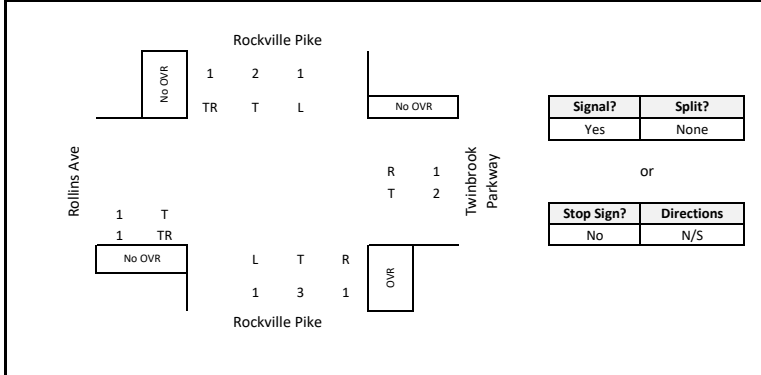 Rockville Pike
No OVR
1 2 1
TR T L
No OVR
Signal? Split?
Yes None
or
Stop Sign? Directions
No N/S
Rollins Ave
R 1
T 2
Twinbrook
Parkway
1 T
1 TR
No OVR
L T R
1 3 1
OVR
Rockville Pike